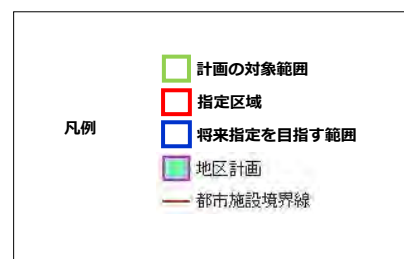 計画の対象範囲
指定区域
凡例
将来指定を目指す範囲
地区計画
都市施設境界線